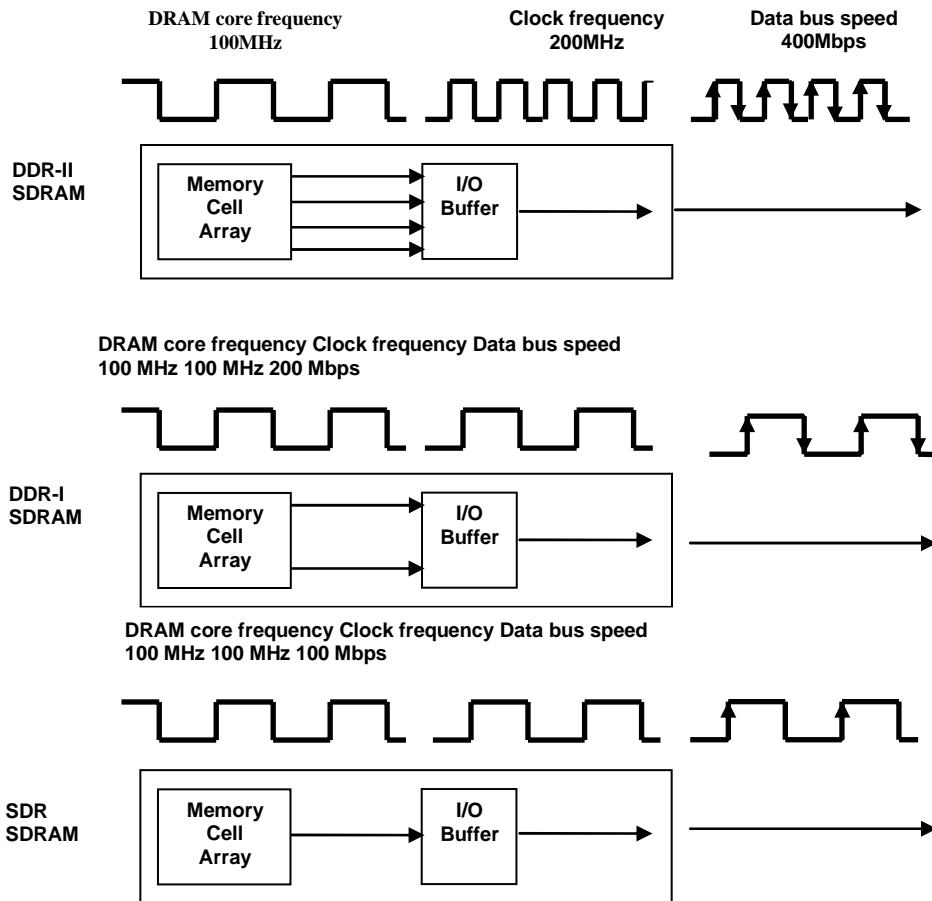 DRAM core frequency
100MHz
Clock frequency
200MHz
Data bus speed
400Mbps
DDR-II
SDRAM
Memory
Cell
Array
I/O
Buffer
DRAM core frequency Clock frequency Data bus speed
100 MHz 100 MHz 200 Mbps
DDR-I
SDRAM
Memory
Cell
Array
I/O
Buffer
DRAM core frequency Clock frequency Data bus speed
100 MHz 100 MHz 100 Mbps
SDR
SDRAM
Memory
Cell
Array
I/O
Buffer